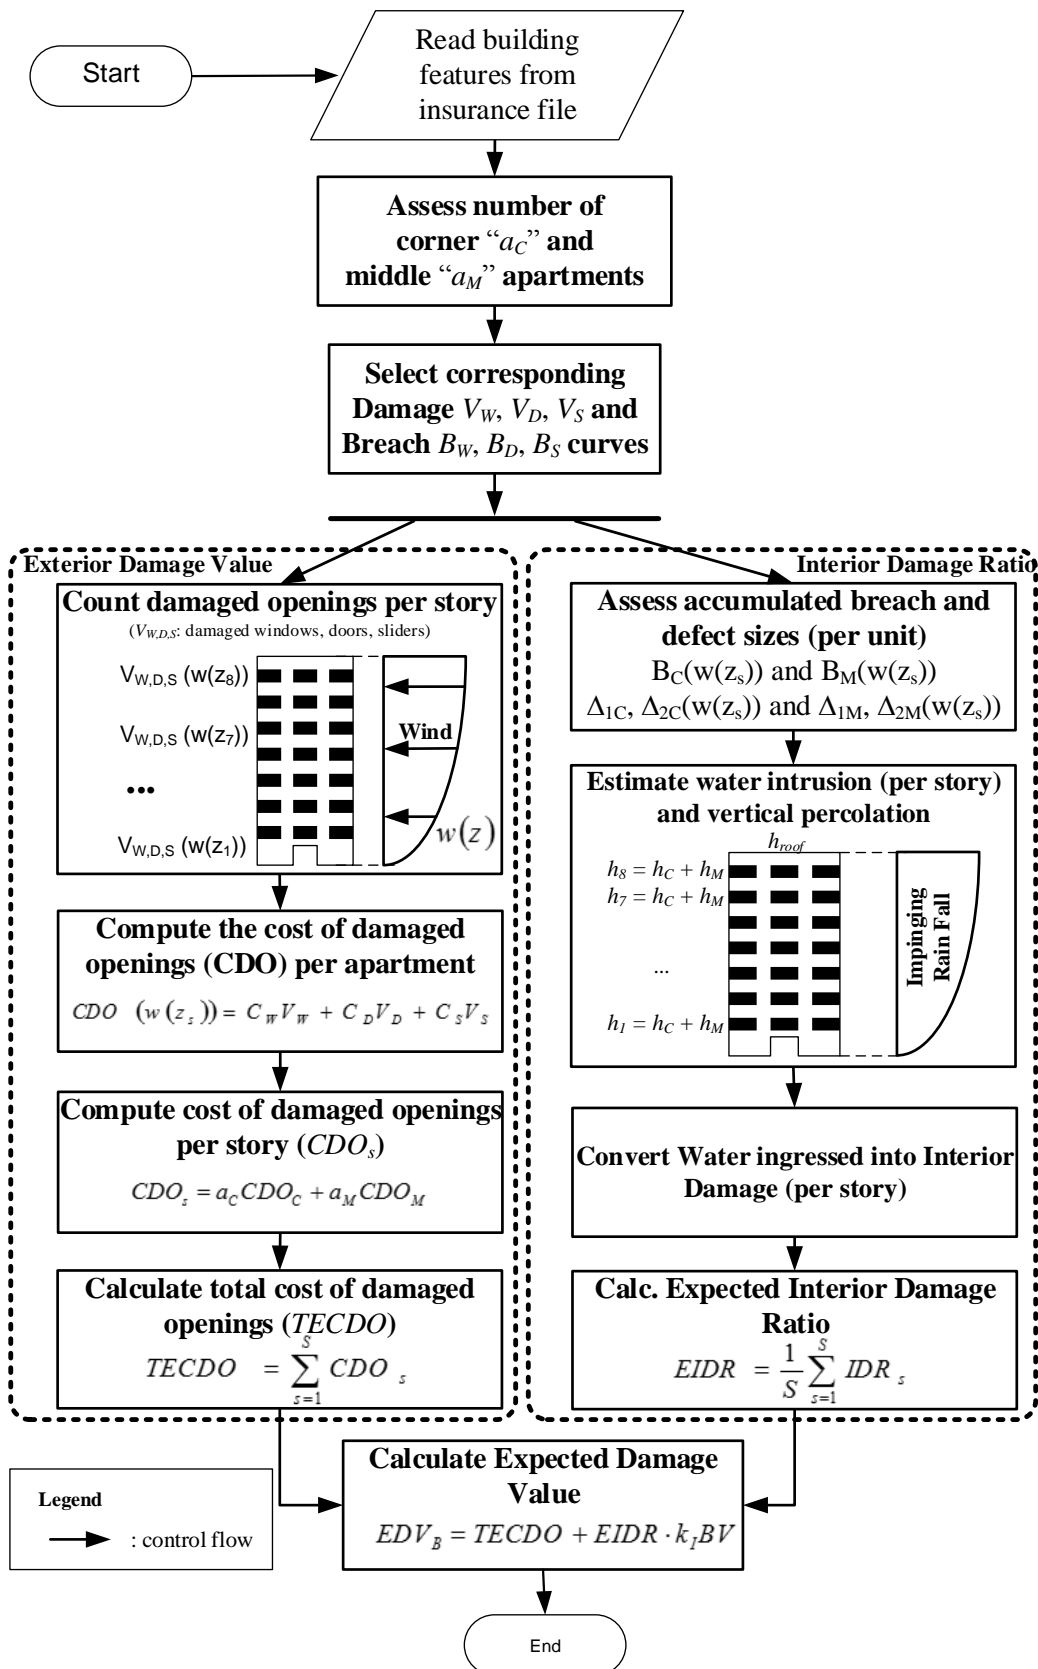 Start
Read building
features from
insurance file
Assess number of
corner “a_C” and
middle “a_M” apartments
Select corresponding
Damage V_W, V_D, V_S and
Breach B_W, B_D, B_S curves
Exterior Damage Value
Count damaged openings per story
(V_W,D,S: damaged windows, doors, sliders)
V_W,D,S (w(z_8))
V_W,D,S (w(z_7))
...
V_W,D,S (w(z_1))
Wind
w(z)
Compute the cost of damaged
openings (CDO) per apartment
CDO (w(z_s)) = C_W V_W + C_D V_D + C_S V_S
Compute cost of damaged openings
per story (CDO_s)
CDO_s = a_C CDO_C + a_M CDO_M
Calculate total cost of damaged
openings (TECDO)
TECDO = \sum_{s=1}^{S} CDO_s
Interior Damage Ratio
Assess accumulated breach and
defect sizes (per unit)
B_C(w(z_s)) and B_M(w(z_s))
Δ_1C, Δ_2C(w(z_s)) and Δ_1M, Δ_2M(w(z_s))
Estimate water intrusion (per story)
and vertical percolation
h_roof
h_8 = h_C + h_M
h_7 = h_C + h_M
...
h_1 = h_C + h_M
Impinging
Rain Fall
Convert Water ingressed into Interior
Damage (per story)
Calc. Expected Interior Damage
Ratio
EIDR = \frac{1}{S} \sum_{s=1}^{S} IDR_s
Calculate Expected Damage
Value
EDV_B = TECDO + EIDR · k_I BV
Legend
: control flow
End